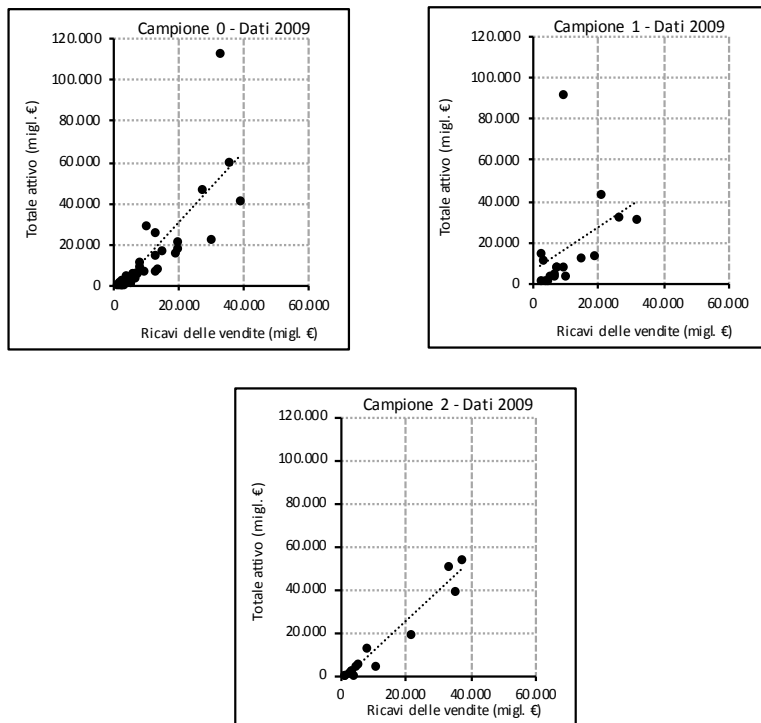 Campione 0 - Dati 2009
Totale attivo (migl. €)
120.000
100.000
80.000
60.000
40.000
20.000
0
0 20.000 40.000 60.000
Ricavi delle vendite (migl. €)
Campione 1 - Dati 2009
Totale attivo (migl. €)
120.000
100.000
80.000
60.000
40.000
20.000
0
0 20.000 40.000 60.000
Ricavi delle vendite (migl. €)
Campione 2 - Dati 2009
Totale attivo (migl. €)
120.000
100.000
80.000
60.000
40.000
20.000
0
0 20.000 40.000 60.000
Ricavi delle vendite (migl. €)